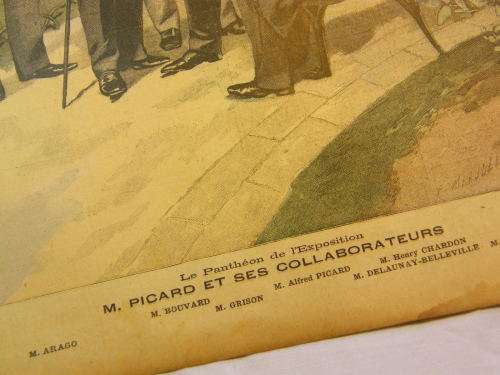 Le Panthéon de l'Exposition
M. PICARD ET SES COLLABORATEURS
M. Henry CHARDON
M. Alfred PICARD
M. DELAUNAY-BELLEVILLE M.
M. BOUVARD M. GRISON
M. ARAGO